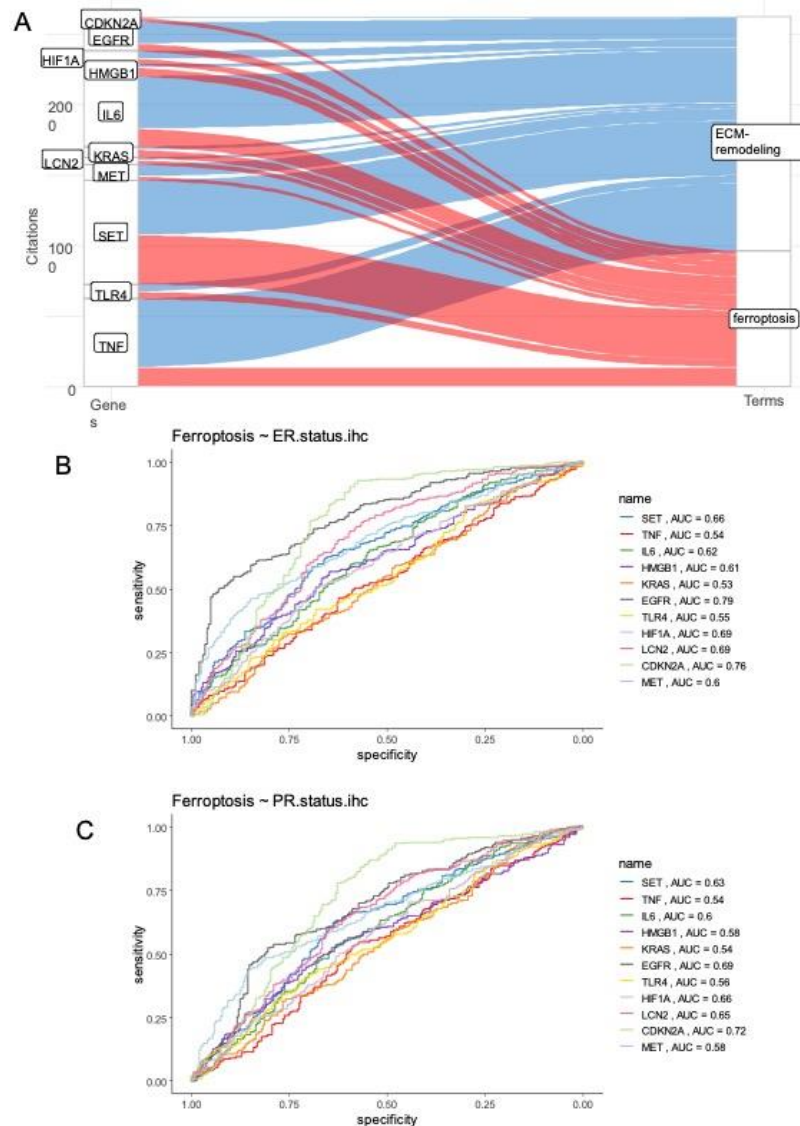 A
CDKN2A
EGFR
HIF1A
HMGB1
200
0
IL6
ECM-
remodeling
KRAS
LCN2
MET
Citations
SET
100
0
TLR4
ferroptosis
TNF
0
Gene
s
Terms
B
Ferroptosis ~ ER.status.ihc
1.00
0.75
0.50
0.25
0.00
sensitivity
1.00 0.75 0.50 0.25 0.00
specificity
name
SET , AUC = 0.66
TNF , AUC = 0.54
IL6 , AUC = 0.62
HMGB1 , AUC = 0.61
KRAS , AUC = 0.53
EGFR , AUC = 0.79
TLR4 , AUC = 0.55
HIF1A , AUC = 0.69
LCN2 , AUC = 0.69
CDKN2A , AUC = 0.76
MET , AUC = 0.6
C
Ferroptosis ~ PR.status.ihc
1.00
0.75
0.50
0.25
0.00
sensitivity
1.00 0.75 0.50 0.25 0.00
specificity
name
SET , AUC = 0.63
TNF , AUC = 0.54
IL6 , AUC = 0.6
HMGB1 , AUC = 0.58
KRAS , AUC = 0.54
EGFR , AUC = 0.69
TLR4 , AUC = 0.56
HIF1A , AUC = 0.66
LCN2 , AUC = 0.65
CDKN2A , AUC = 0.72
MET , AUC = 0.58